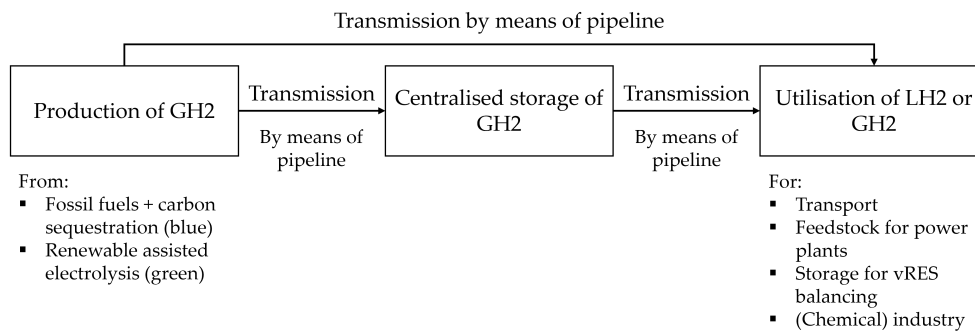 Transmission by means of pipeline
Production of GH2
Transmission
By means of
pipeline
Centralised storage of
GH2
Transmission
By means of
pipeline
Utilisation of LH2 or
GH2
From:
▪ Fossil fuels + carbon
sequestration (blue)
▪ Renewable assisted
electrolysis (green)
For:
▪ Transport
▪ Feedstock for power
plants
▪ Storage for vRES
balancing
▪ (Chemical) industry